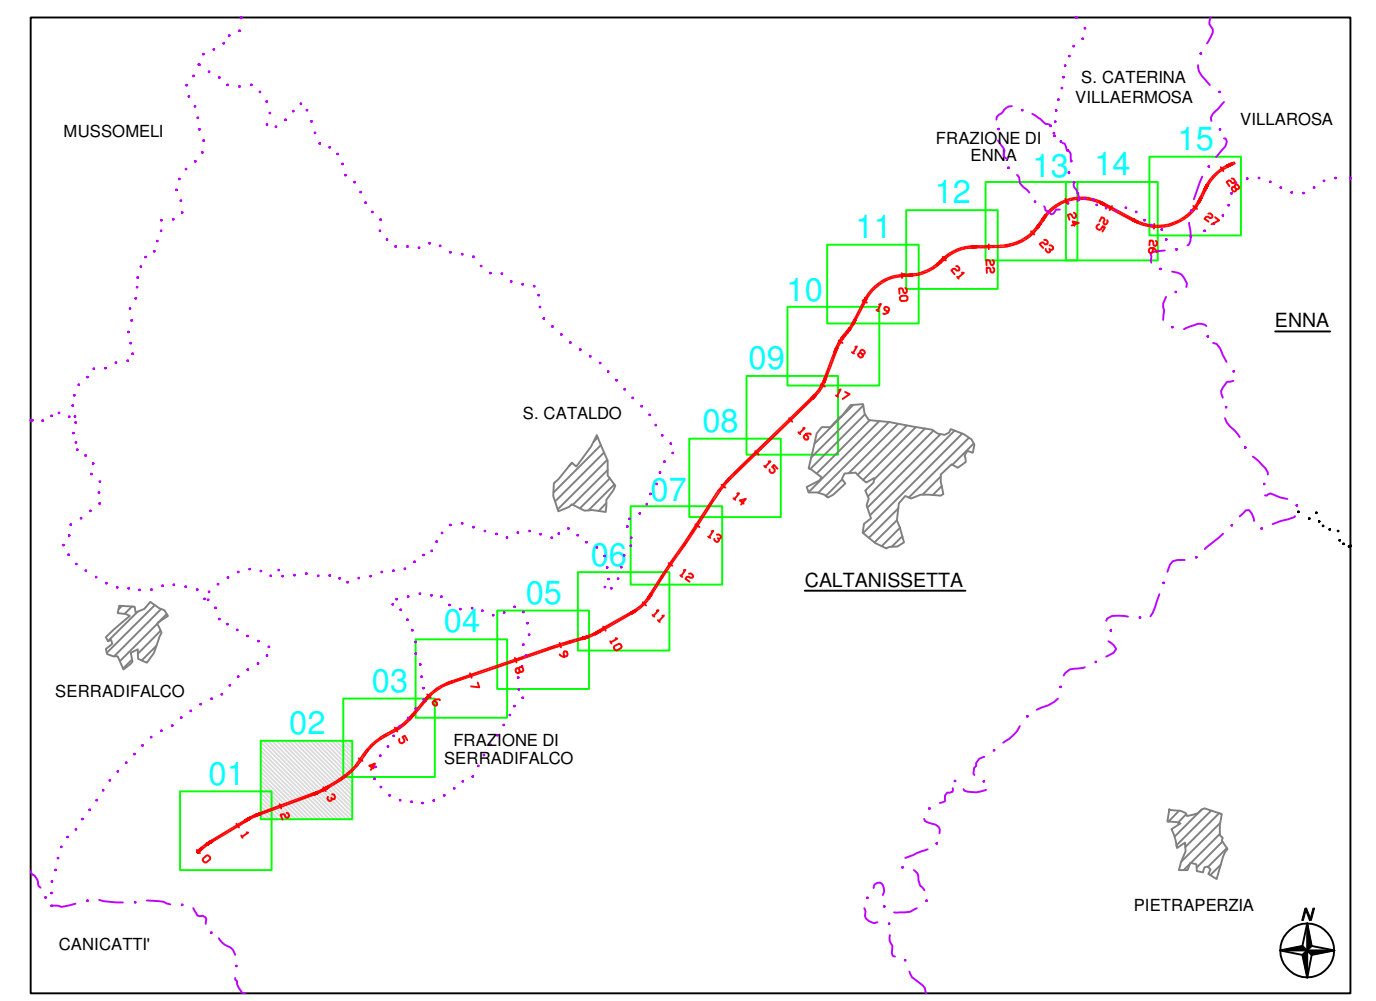 S. CATERINA
VILLAERMOSA
MUSSOMELI
VILLAROSA
FRAZIONE DI
ENNA
15
14
13
12
11
10
09
08
07
06
05
04
03
02
01
28
27
26
25
24
23
22
21
20
19
18
17
16
15
14
13
12
11
10
9
8
7
6
5
4
3
2
1
0
ENNA
S. CATALDO
CALTANISSETTA
SERRADIFALCO
FRAZIONE DI
SERRADIFALCO
PIETRAPERZIA
CANICATTI'
N